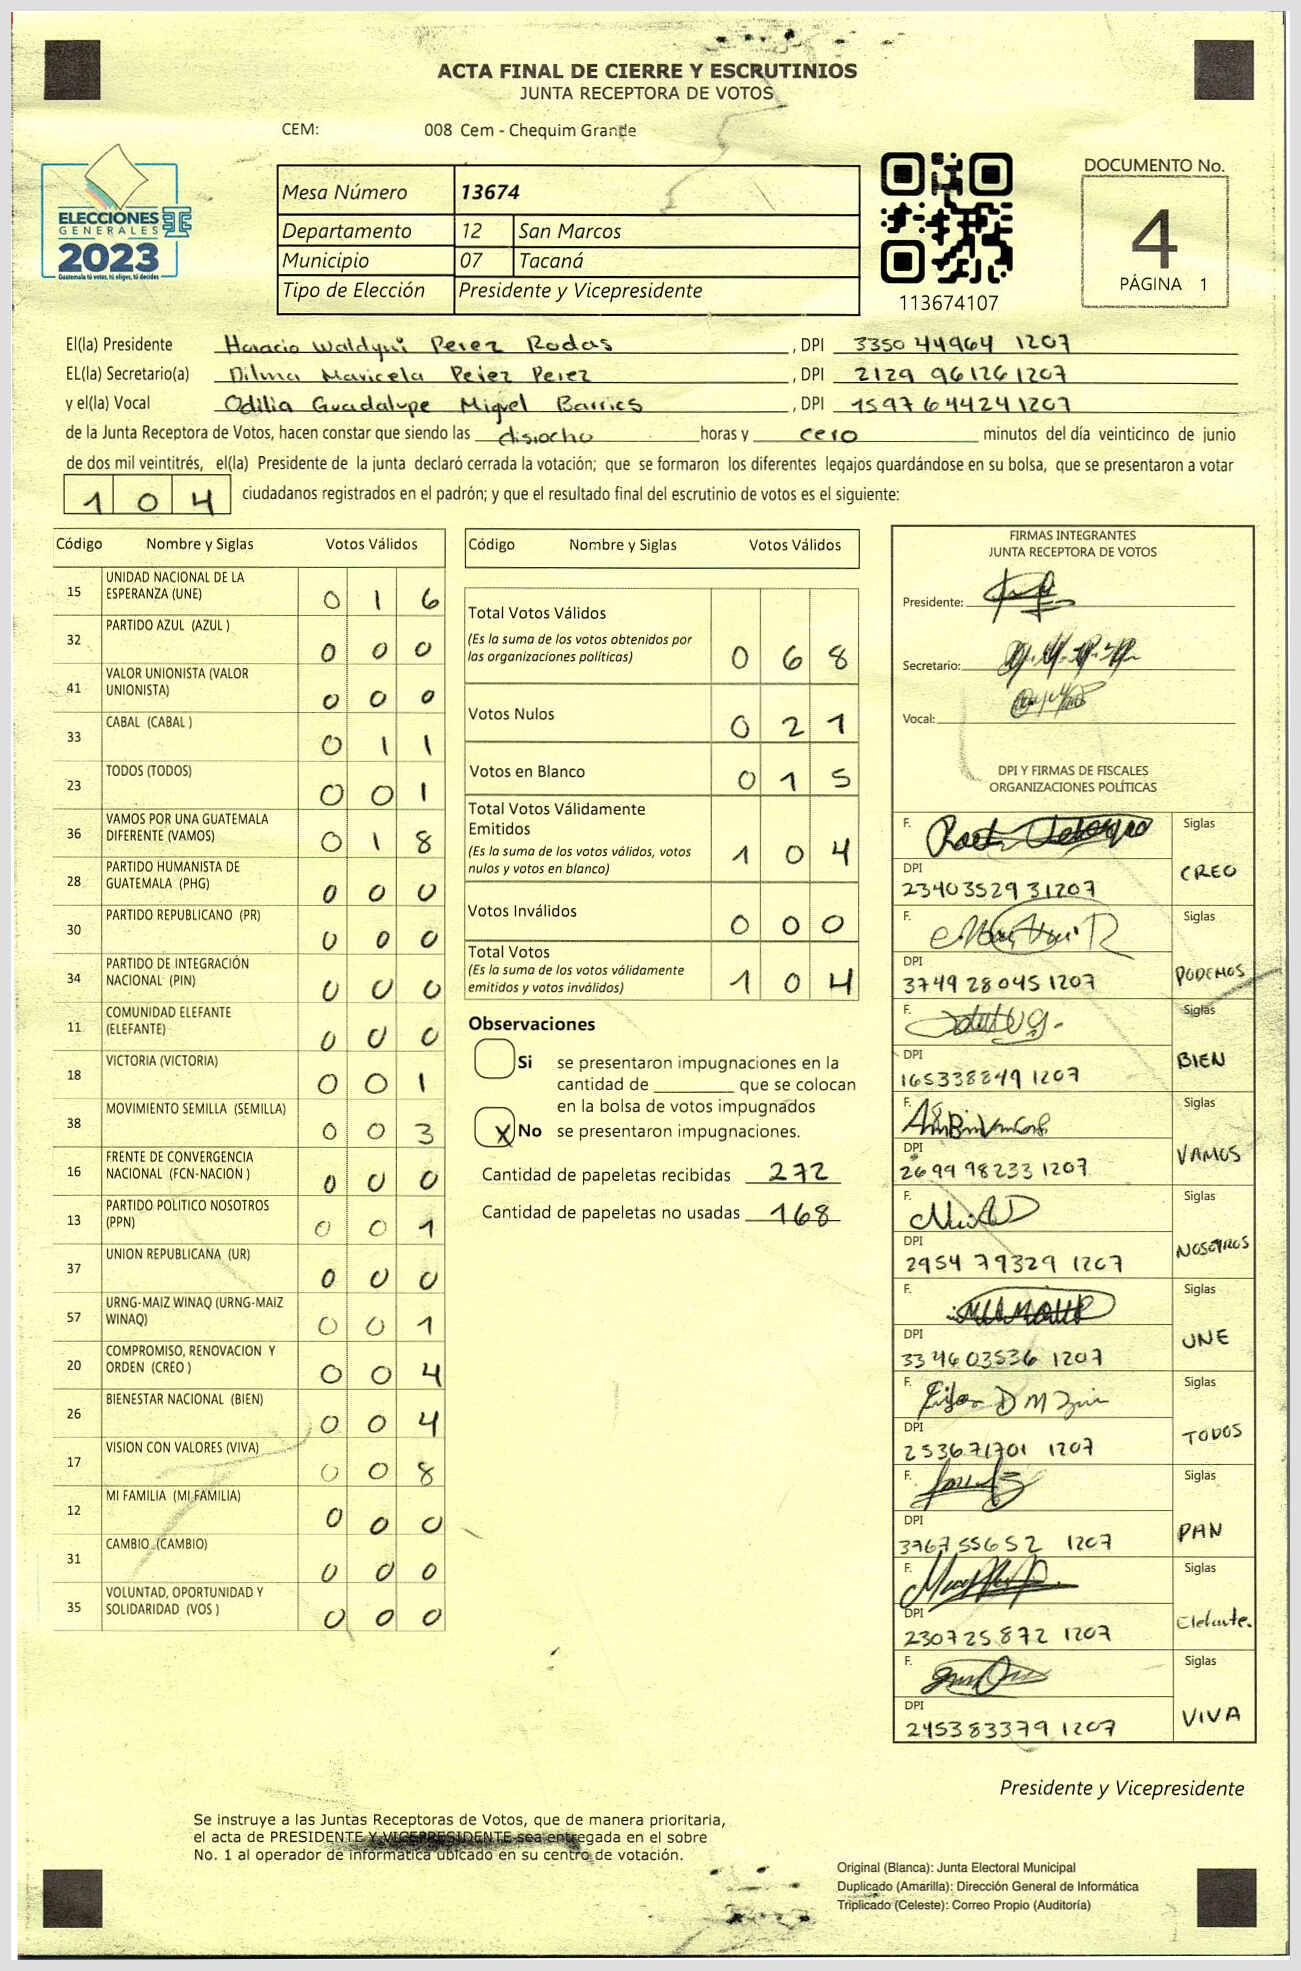 ACTA FINAL DE CIERRE Y ESCRUTINIOS
JUNTA RECEPTORA DE VOTOS
CEM: 008 Cem - Chequim Grande
ELECCIONES
GENERALES
2023
Guatemala tú votas, tú eliges, tú decides
Mesa Número 13674
Departamento 12 San Marcos
Municipio 07 Tacaná
Tipo de Elección Presidente y Vicepresidente
113674107
DOCUMENTO No.
4
PÁGINA 1
El(la) Presidente Horacio Waldyni Perez Rodas, DPI 3350 44964 1207
EL(la) Secretario(a) Dilma Maricela Perez Perez, DPI 2129 96126 1207
y el(la) Vocal Odilia Guadalupe Miguel Barrios, DPI 1597 64424 1207
de la Junta Receptora de Votos, hacen constar que siendo las disiocho horas y cero minutos del día veinticinco de junio
de dos mil veintitrés, el(la) Presidente de la junta declaró cerrada la votación; que se formaron los diferentes legajos guardándose en su bolsa, que se presentaron a votar
104 ciudadanos registrados en el padrón; y que el resultado final del escrutinio de votos es el siguiente:
Código Nombre y Siglas Votos Válidos
15 UNIDAD NACIONAL DE LA ESPERANZA (UNE) 0 1 6
32 PARTIDO AZUL (AZUL ) 0 0 0
41 VALOR UNIONISTA (VALOR UNIONISTA) 0 0 0
33 CABAL (CABAL ) 0 1 1
23 TODOS (TODOS) 0 0 1
36 VAMOS POR UNA GUATEMALA DIFERENTE (VAMOS) 0 1 8
28 PARTIDO HUMANISTA DE GUATEMALA (PHG) 0 0 0
30 PARTIDO REPUBLICANO (PR) 0 0 0
34 PARTIDO DE INTEGRACIÓN NACIONAL (PIN) 0 0 0
11 COMUNIDAD ELEFANTE (ELEFANTE) 0 0 0
18 VICTORIA (VICTORIA) 0 0 1
38 MOVIMIENTO SEMILLA (SEMILLA) 0 0 3
16 FRENTE DE CONVERGENCIA NACIONAL (FCN-NACION ) 0 0 0
13 PARTIDO POLITICO NOSOTROS (PPN) 0 0 1
37 UNION REPUBLICANA (UR) 0 0 0
57 URNG-MAIZ WINAQ (URNG-MAIZ WINAQ) 0 0 1
20 COMPROMISO, RENOVACION Y ORDEN (CREO ) 0 0 4
26 BIENESTAR NACIONAL (BIEN) 0 0 4
17 VISION CON VALORES (VIVA) 0 0 8
12 MI FAMILIA (MI FAMILIA) 0 0 0
31 CAMBIO (CAMBIO) 0 0 0
35 VOLUNTAD, OPORTUNIDAD Y SOLIDARIDAD (VOS ) 0 0 0
Código Nombre y Siglas Votos Válidos
Total Votos Válidos 0 6 8
(Es la suma de los votos obtenidos por
las organizaciones políticas)
Votos Nulos 0 2 1
Votos en Blanco 0 1 5
Total Votos Válidamente
Emitidos 1 0 4
(Es la suma de los votos válidos, votos
nulos y votos en blanco)
Votos Inválidos 0 0 0
Total Votos 1 0 4
(Es la suma de los votos válidamente
emitidos y votos inválidos)
Observaciones
Si se presentaron impugnaciones en la
cantidad de ________ que se colocan
en la bolsa de votos impugnados
X No se presentaron impugnaciones.
Cantidad de papeletas recibidas 272
Cantidad de papeletas no usadas 168
FIRMAS INTEGRANTES
JUNTA RECEPTORA DE VOTOS
Presidente:
Secretario:
Vocal:
DPI Y FIRMAS DE FISCALES
ORGANIZACIONES POLÍTICAS
F. Siglas
DPI CREO
23403529 31207
F. Siglas
DPI PODEMOS
3749 28045 1207
F. Siglas
DPI BIEN
165338849 1207
F. Siglas
DPI VAMOS
2699 98233 1207
F. Siglas
DPI NOSOTROS
2954 79329 1207
F. Siglas
DPI UNE
334603536 1207
F. Siglas
DPI TODOS
253671701 1207
F. Siglas
DPI PAN
376755652 1207
F. Siglas
DPI Elefante.
230725872 1207
F. Siglas
DPI VIVA
245383379 1207
Presidente y Vicepresidente
Se instruye a las Juntas Receptoras de Votos, que de manera prioritaria,
el acta de PRESIDENTE Y VICEPRESIDENTE sea entregada en el sobre
No. 1 al operador de informática ubicado en su centro de votación.
Original (Blanca): Junta Electoral Municipal
Duplicado (Amarilla): Dirección General de Informática
Triplicado (Celeste): Correo Propio (Auditoría)